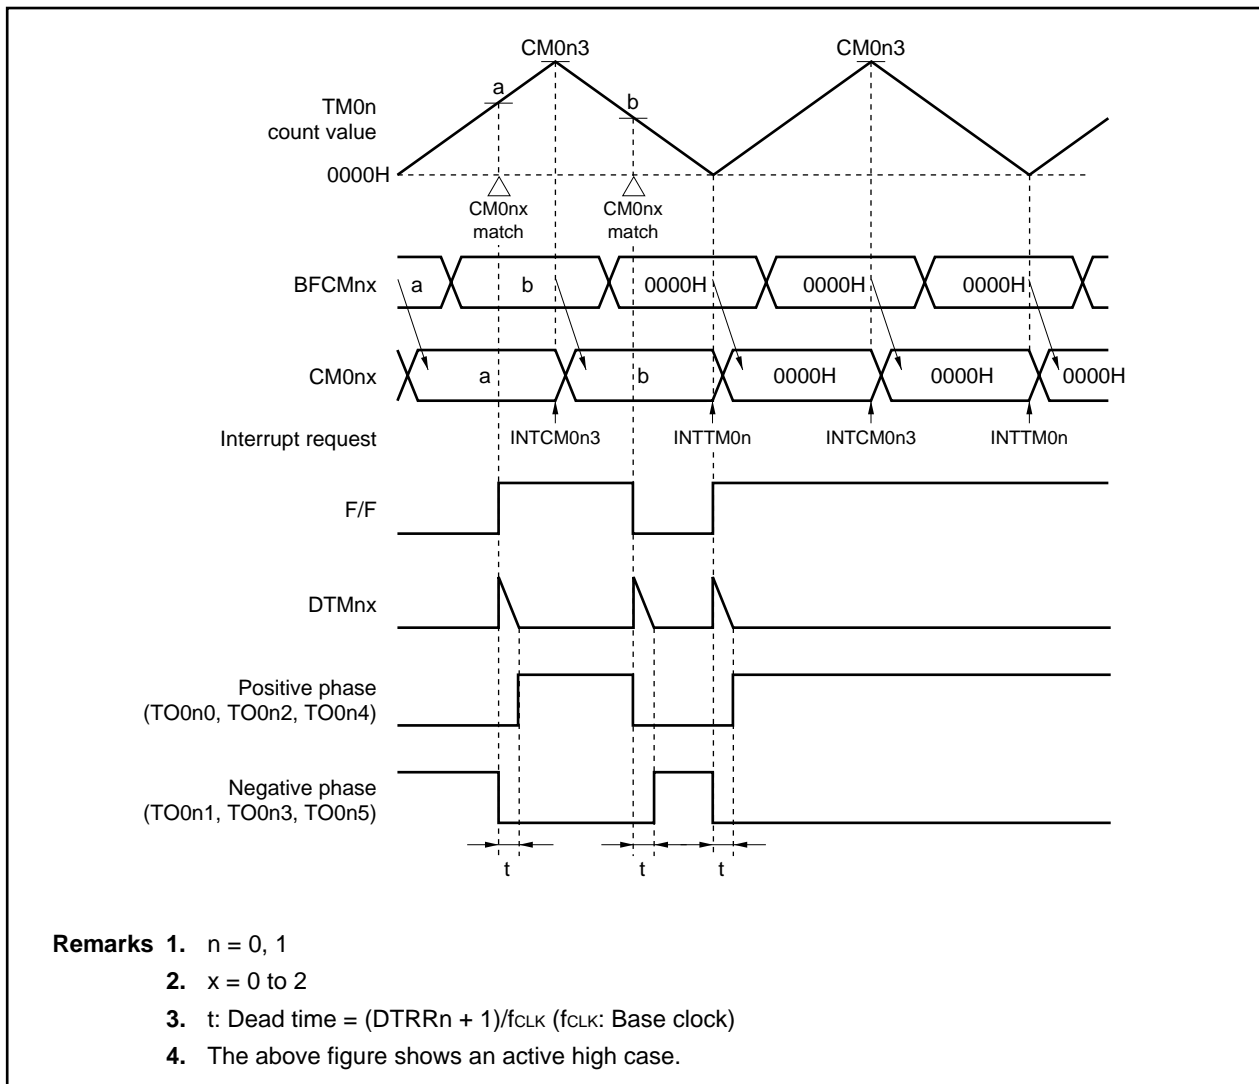 CM0n3 CM0n3
a
b
TM0n
count value
0000H
CM0nx
match
CM0nx
match
BFCMnx a b 0000H 0000H 0000H
CM0nx a b 0000H 0000H 0000H
Interrupt request INTCM0n3 INTTM0n INTCM0n3 INTTM0n
F/F
DTMnx
Positive phase
(TO0n0, TO0n2, TO0n4)
Negative phase
(TO0n1, TO0n3, TO0n5)
t t t
Remarks 1. n = 0, 1
2. x = 0 to 2
3. t: Dead time = (DTRRn + 1)/fCLK (fCLK: Base clock)
4. The above figure shows an active high case.